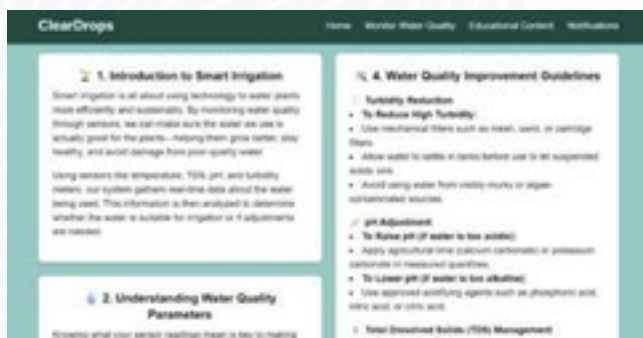 ClearDrops
Home Monitor Water Quality Educational Content Notifications
1. Introduction to Smart Irrigation
Smart irrigation is all about using technology to water plants
more efficiently and sustainably. By monitoring water quality
through sensors, we can make sure the water we use is
actually good for the plants—helping them grow better, stay
healthy, and avoid damage from poor-quality water.
Using sensors like temperature, TDS, pH, and turbidity
meters, our system gathers real-time data about the water
being used. This information is then analyzed to determine
whether the water is suitable for irrigation or if adjustments
are needed.
2. Understanding Water Quality
Parameters
Knowing what your sensor readings mean is key to making
4. Water Quality Improvement Guidelines
Turbidity Reduction
• To Reduce High Turbidity:
• Use mechanical filters such as mesh, sand, or cartridge
filters.
• Allow water to settle in tanks before use to let suspended
solids sink.
• Avoid using water from visibly murky or algae-
contaminated sources.
pH Adjustment
• To Raise pH (if water is too acidic):
• Apply agricultural lime (calcium carbonate) or potassium
carbonate in measured quantities.
• To Lower pH (if water is too alkaline):
• Use approved acidifying agents such as phosphoric acid,
citric acid, or
Total Dissolved Solids (TDS) Management